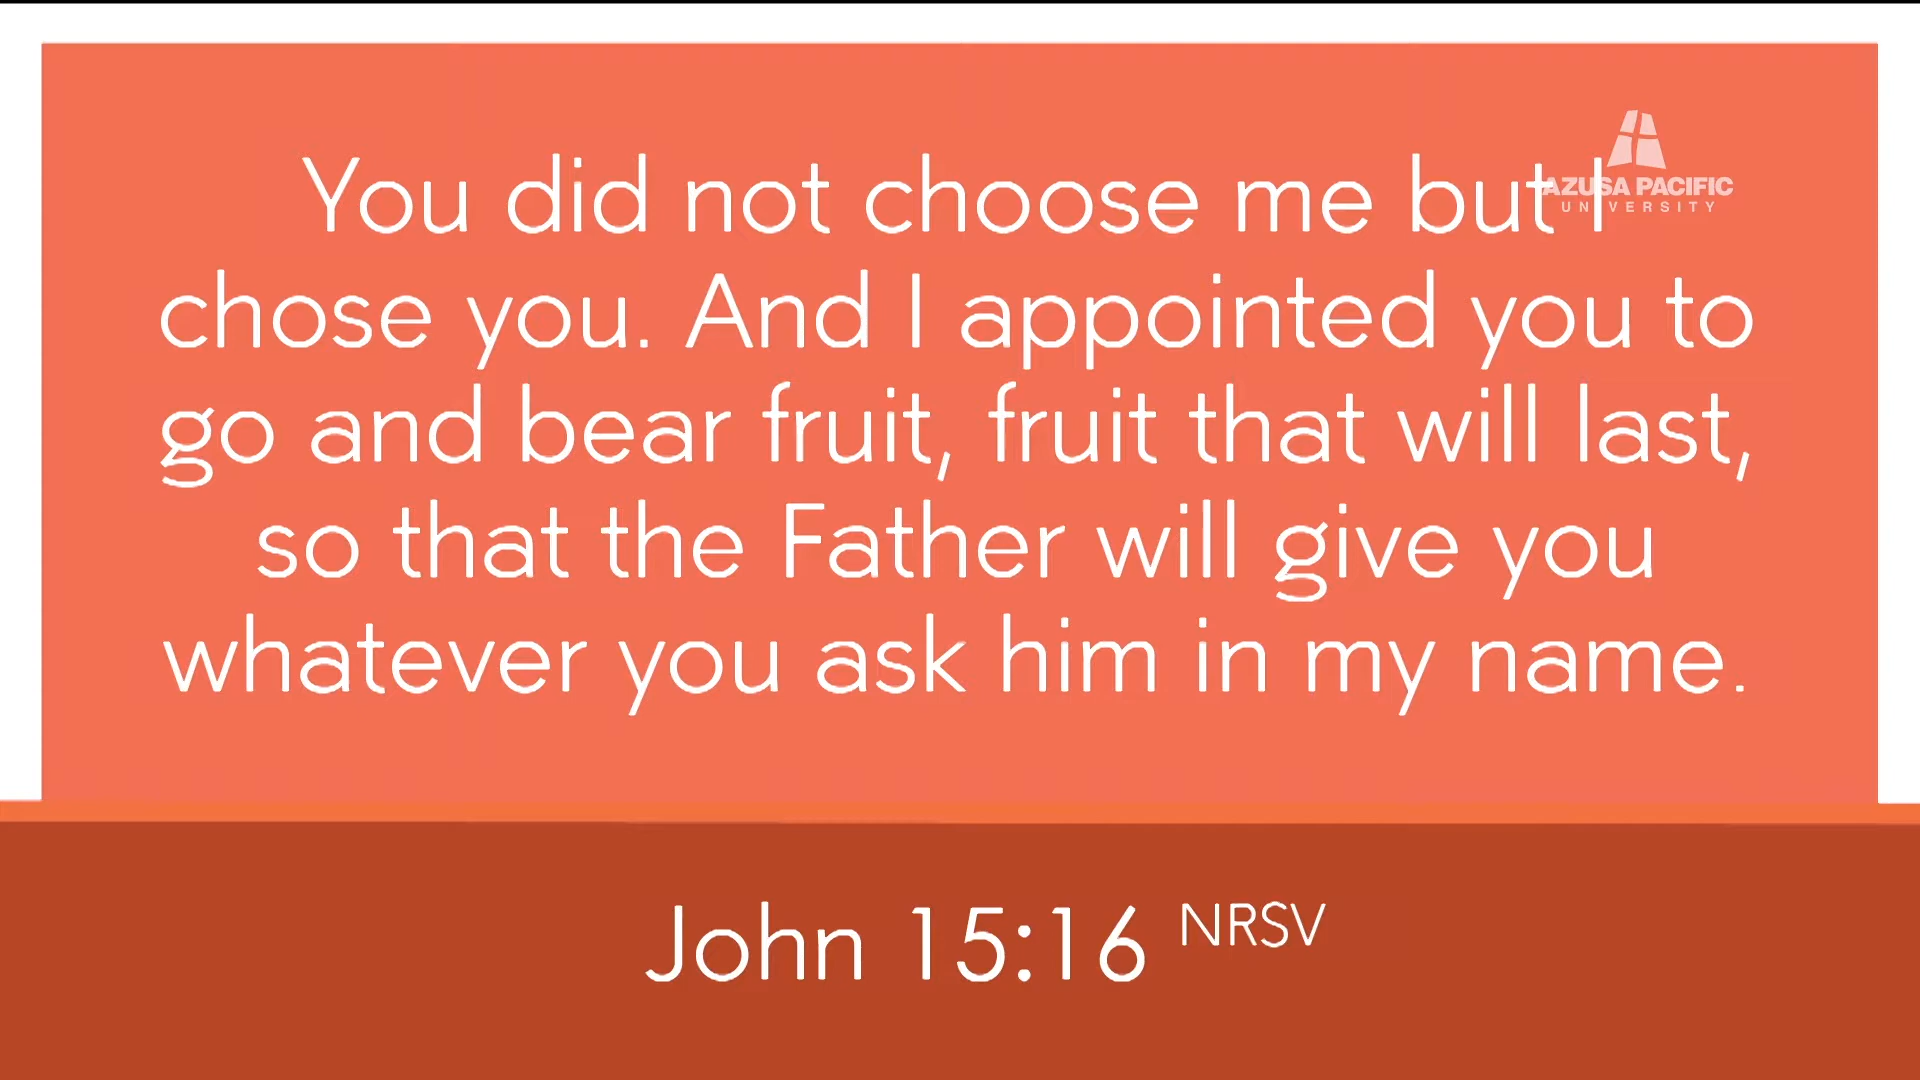 You did not choose me but I
AZUSA PACIFIC
UNIVERSITY
chose you. And I appointed you to
go and bear fruit, fruit that will last,
so that the Father will give you
whatever you ask him in my name.
John 15:16 NRSV